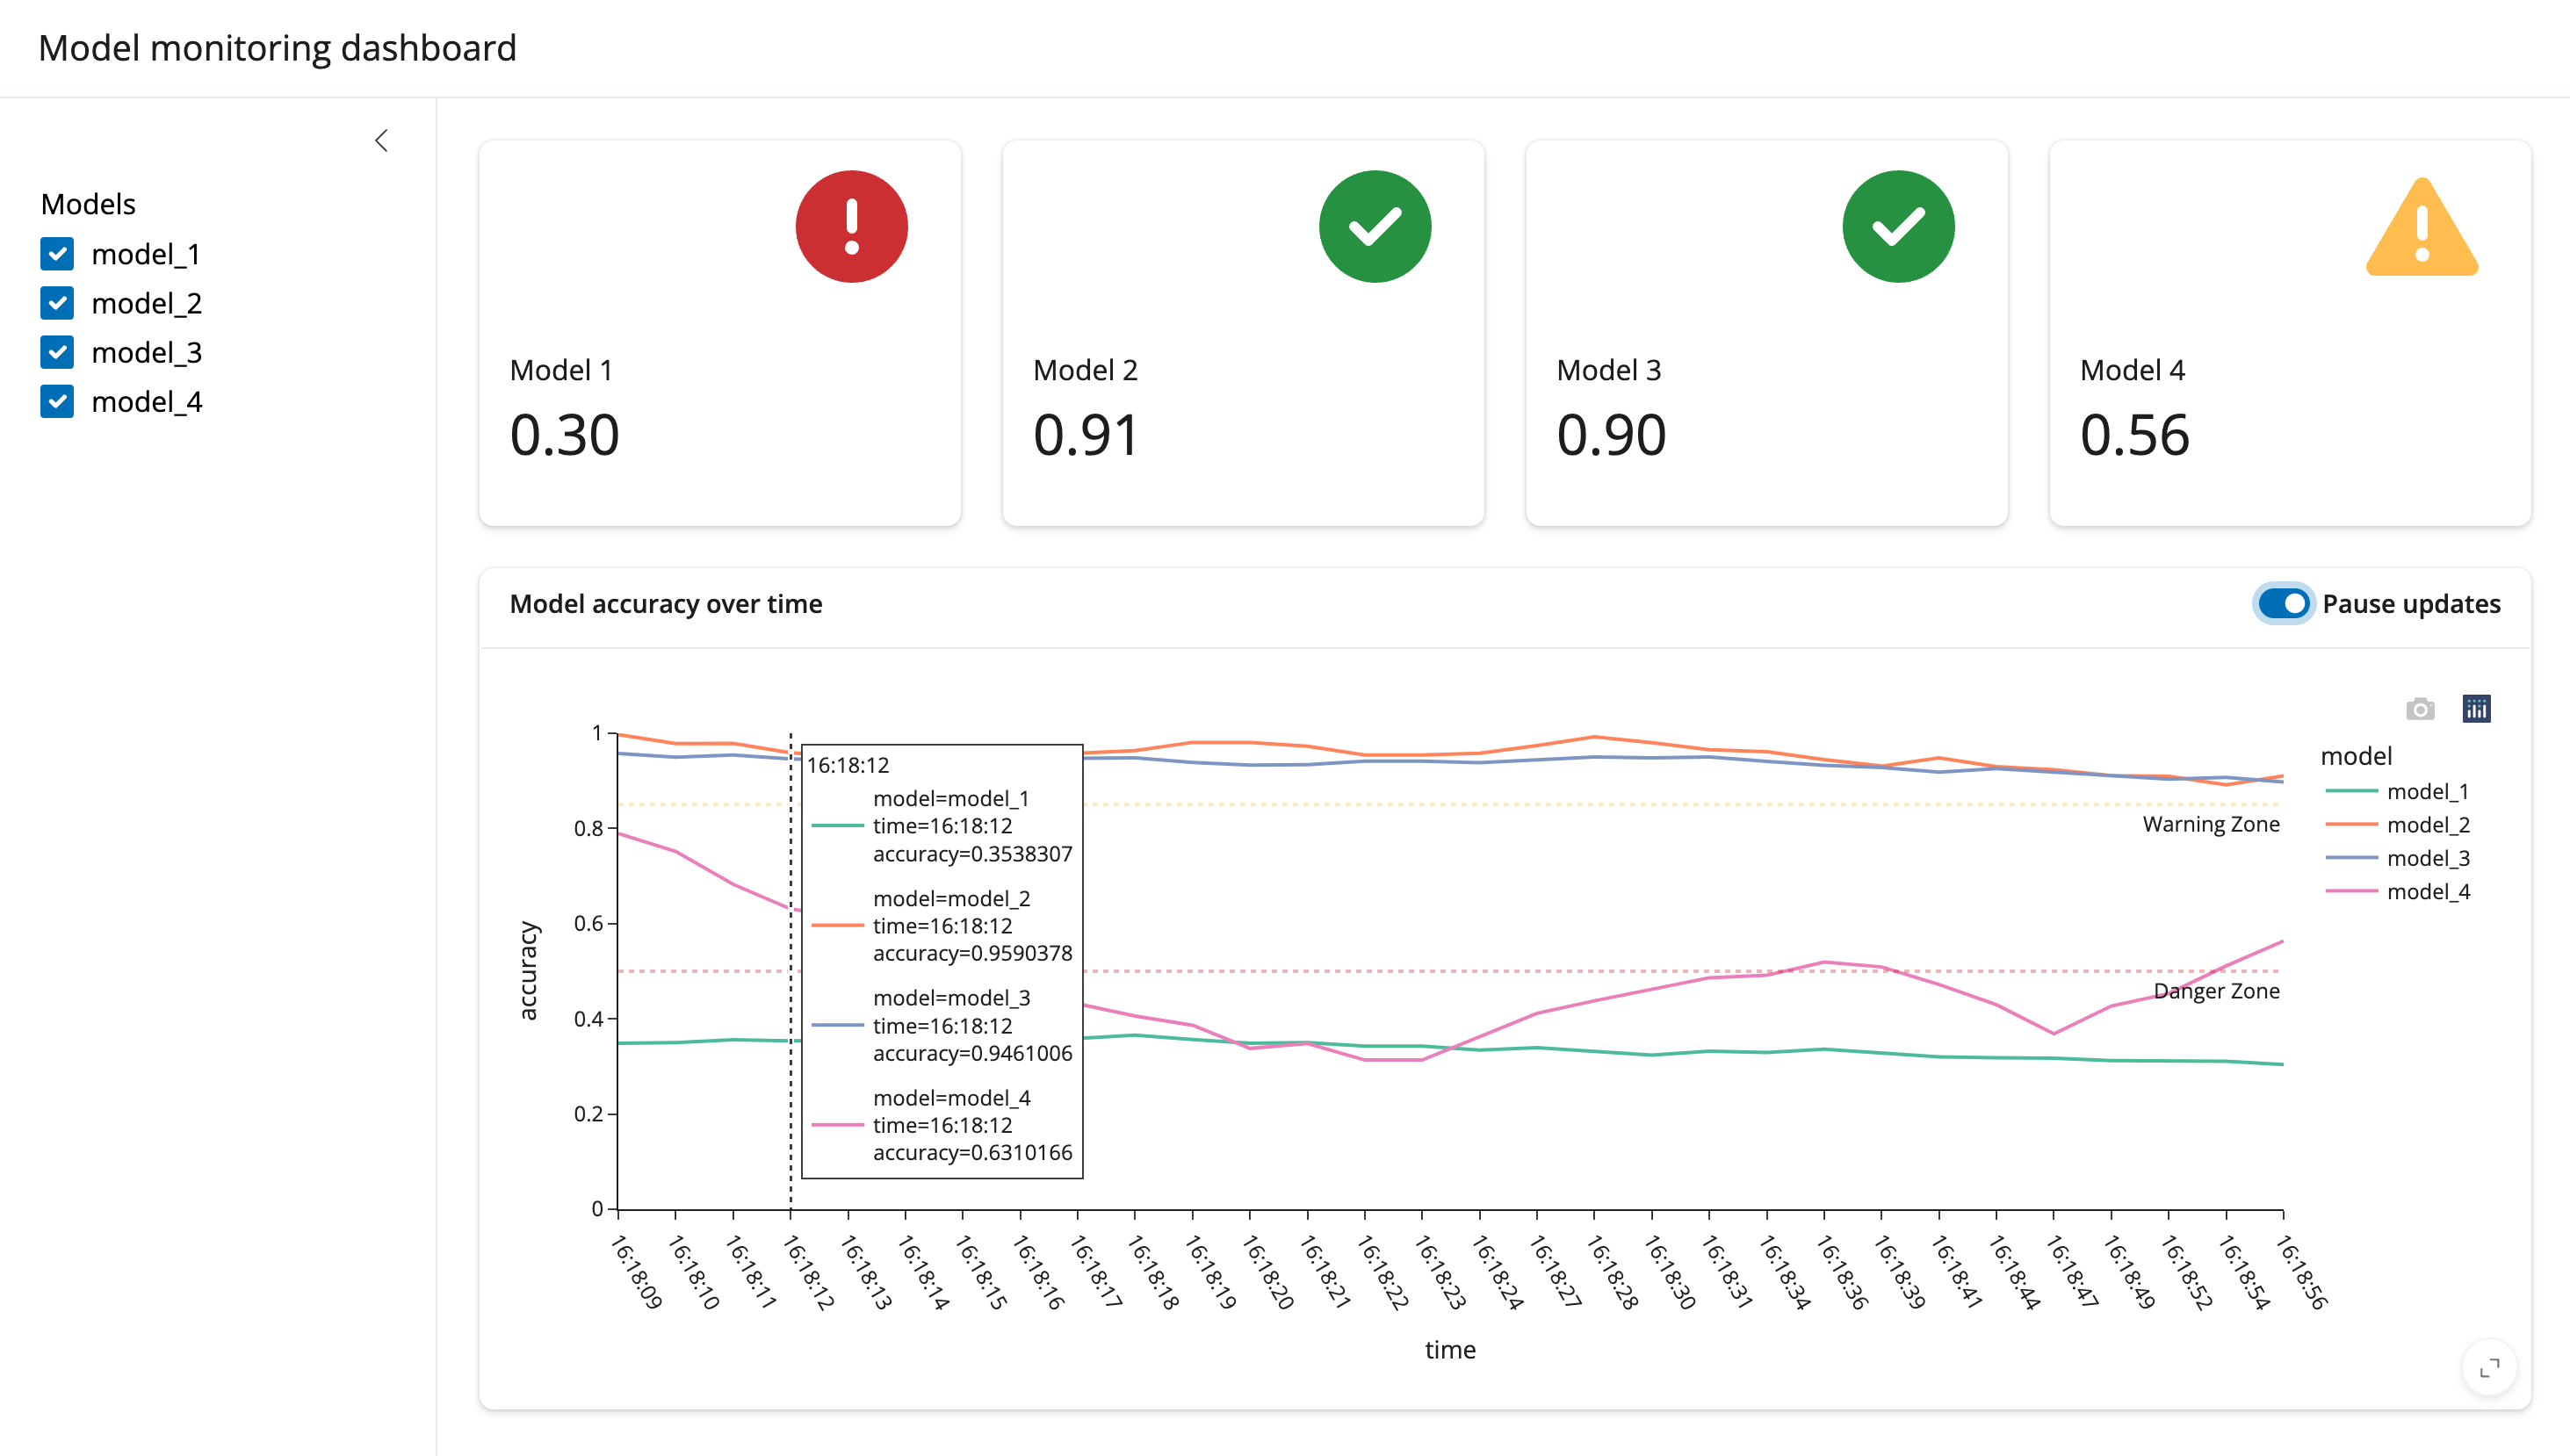 Model monitoring dashboard
Models
model_1
model_2
model_3
model_4
Model 1
0.30
Model 2
0.91
Model 3
0.90
Model 4
0.56
Model accuracy over time
Pause updates
1
0.8
0.6
0.4
0.2
0
accuracy
16:18:12
model=model_1
time=16:18:12
accuracy=0.3538307
model=model_2
time=16:18:12
accuracy=0.9590378
model=model_3
time=16:18:12
accuracy=0.9461006
model=model_4
time=16:18:12
accuracy=0.6310166
Warning Zone
Danger Zone
model
model_1
model_2
model_3
model_4
16:18:09
16:18:10
16:18:11
16:18:12
16:18:13
16:18:14
16:18:15
16:18:16
16:18:17
16:18:18
16:18:19
16:18:20
16:18:21
16:18:22
16:18:23
16:18:24
16:18:27
16:18:28
16:18:30
16:18:31
16:18:34
16:18:36
16:18:39
16:18:41
16:18:44
16:18:47
16:18:49
16:18:52
16:18:54
16:18:56
time